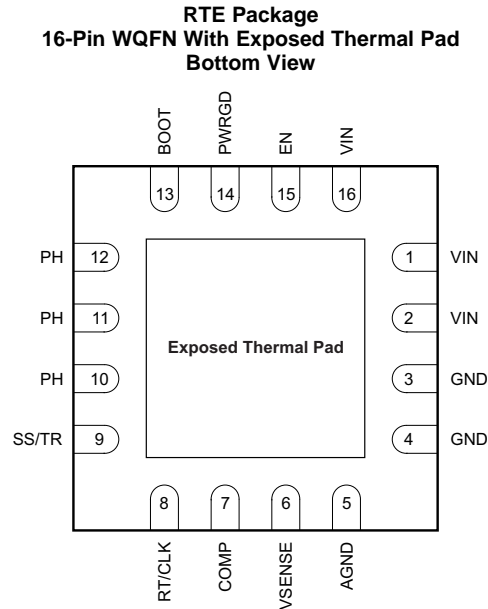 RTE Package
16-Pin WQFN With Exposed Thermal Pad
Bottom View
BOOT
PWRGD
EN
VIN
13
14
15
16
PH 12
1 VIN
PH 11
2 VIN
Exposed Thermal Pad
PH 10
3 GND
SS/TR 9
4 GND
8
7
6
5
RT/CLK
COMP
VSENSE
AGND